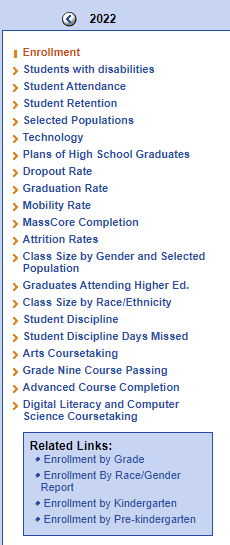 2022
Enrollment
Students with disabilities
Student Attendance
Student Retention
Selected Populations
Technology
Plans of High School Graduates
Dropout Rate
Graduation Rate
Mobility Rate
MassCore Completion
Attrition Rates
Class Size by Gender and Selected
Population
Graduates Attending Higher Ed.
Class Size by Race/Ethnicity
Student Discipline
Student Discipline Days Missed
Arts Coursetaking
Grade Nine Course Passing
Advanced Course Completion
Digital Literacy and Computer
Science Coursetaking
Related Links:
Enrollment by Grade
Enrollment By Race/Gender
Report
Enrollment by Kindergarten
Enrollment by Pre-kindergarten